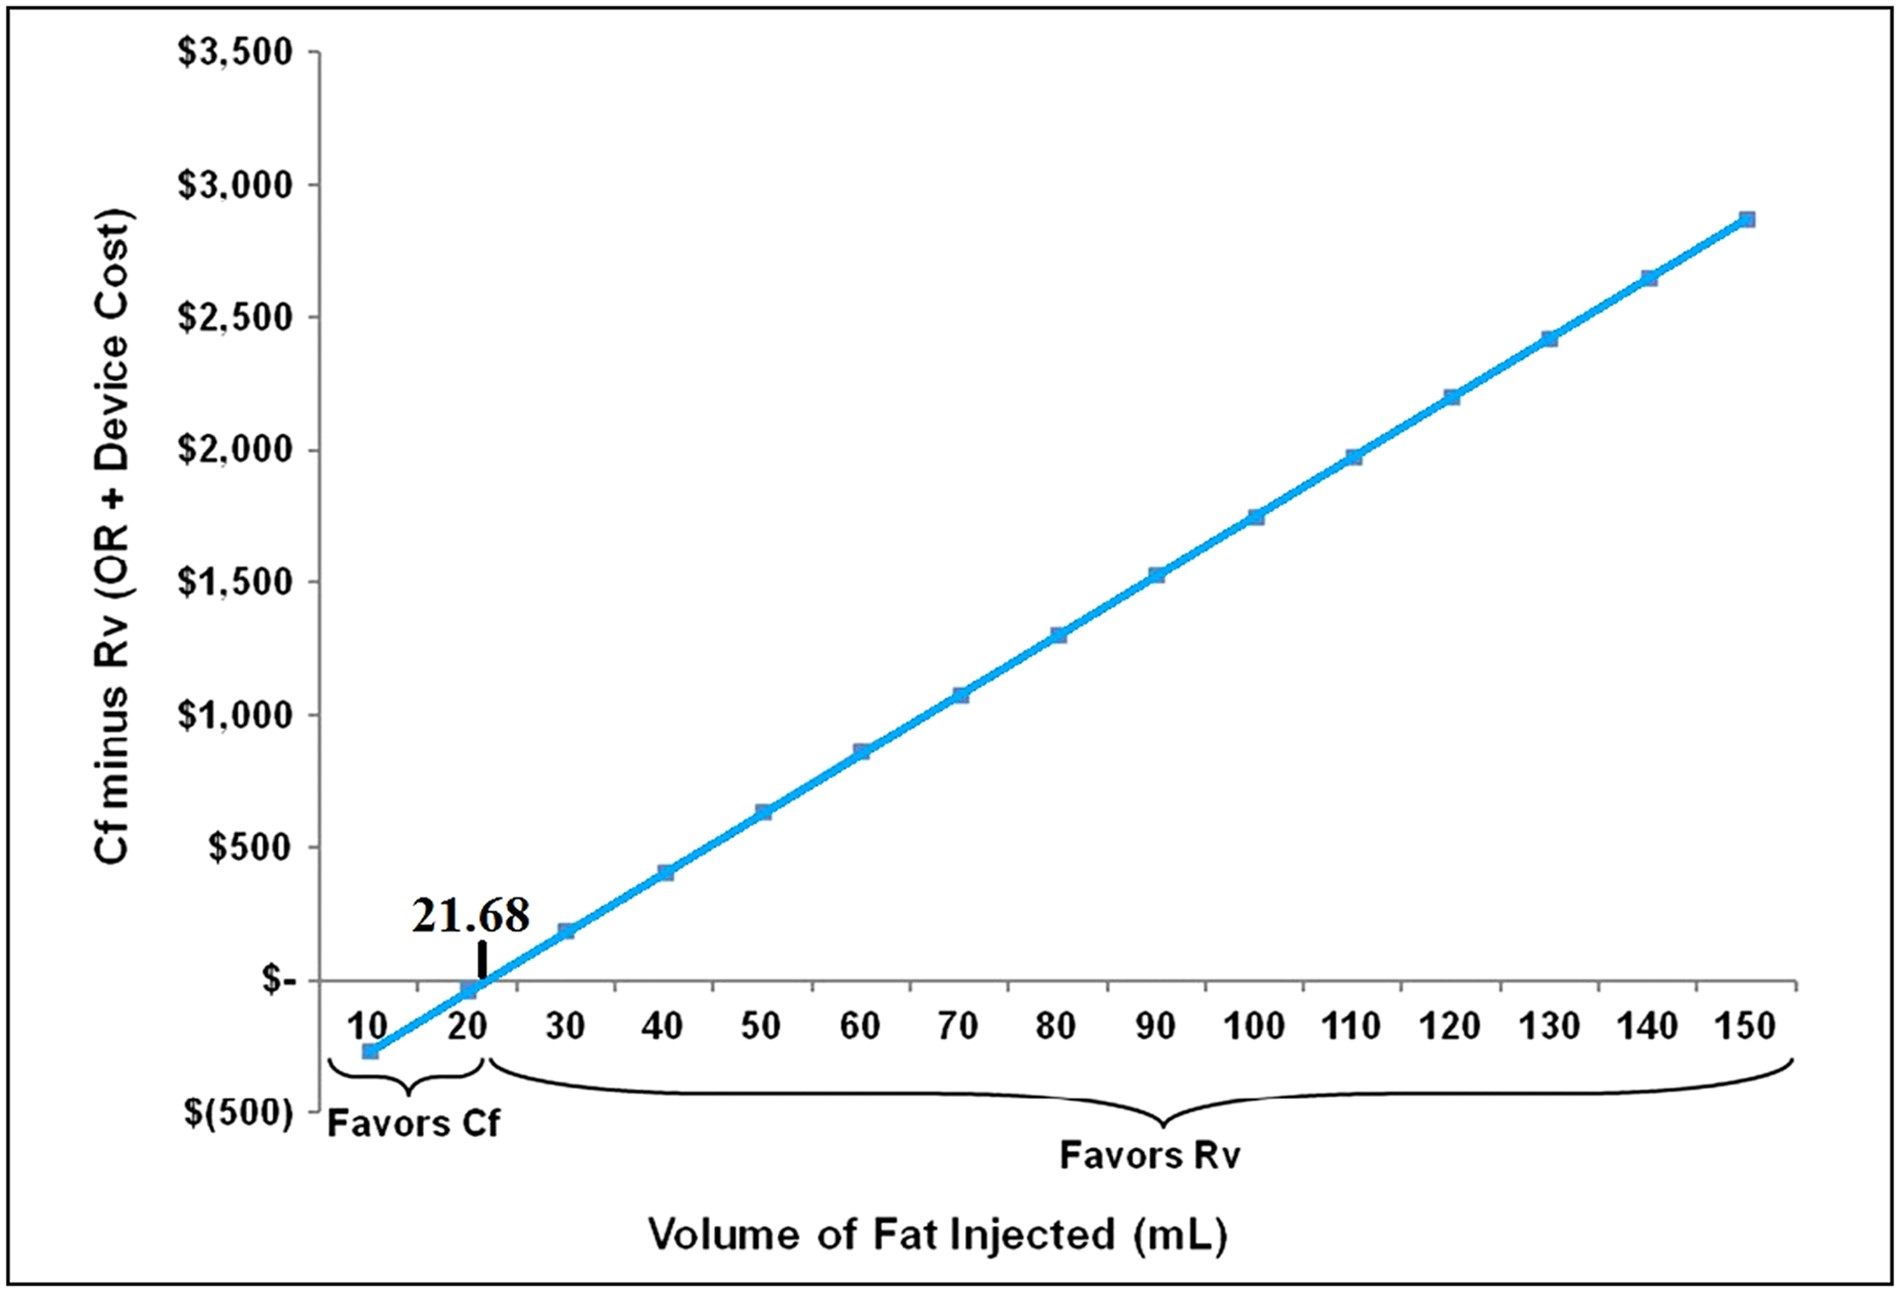 $3,500
$3,000
$2,500
$2,000
$1,500
$1,000
$500
$-
$(500)
Cf minus Rv (OR + Device Cost)
21.68
10 20 30 40 50 60 70 80 90 100 110 120 130 140 150
Favors Cf
Favors Rv
Volume of Fat Injected (mL)